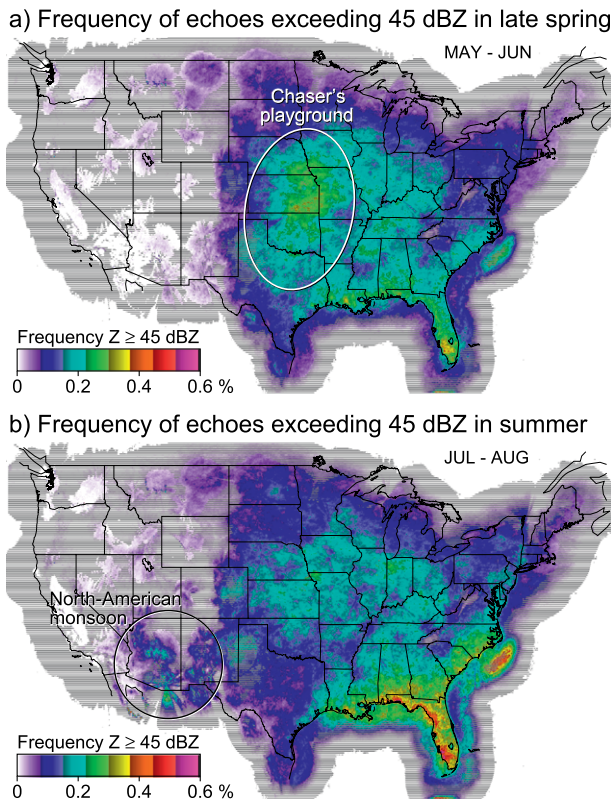 a) Frequency of echoes exceeding 45 dBZ in late spring
MAY - JUN
Chaser's
playground
Frequency Z ≥ 45 dBZ
0 0.2 0.4 0.6 %
b) Frequency of echoes exceeding 45 dBZ in summer
JUL - AUG
North-American
monsoon
Frequency Z ≥ 45 dBZ
0 0.2 0.4 0.6 %